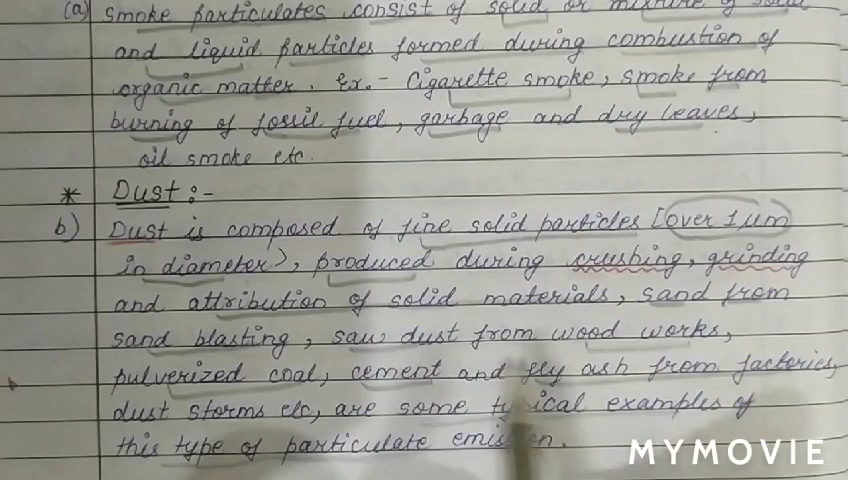 (a) Smoke particulates consist of solid or mixture of solid
and liquid particles formed during combustion of
organic matter. Ex.- Cigarette smoke, smoke from
burning of fossil fuel, garbage and dry leaves,
oil smoke etc.
* Dust :-
b) Dust is composed of fine solid particles [over 1 μm
in diameter), produced during crushing, grinding
and attribution of solid materials, sand from
sand blasting, saw dust from wood works,
pulverized coal, cement and fly ash from factories,
dust storms etc, are some typical examples of
this type of particulate emission.
MYMOVIE